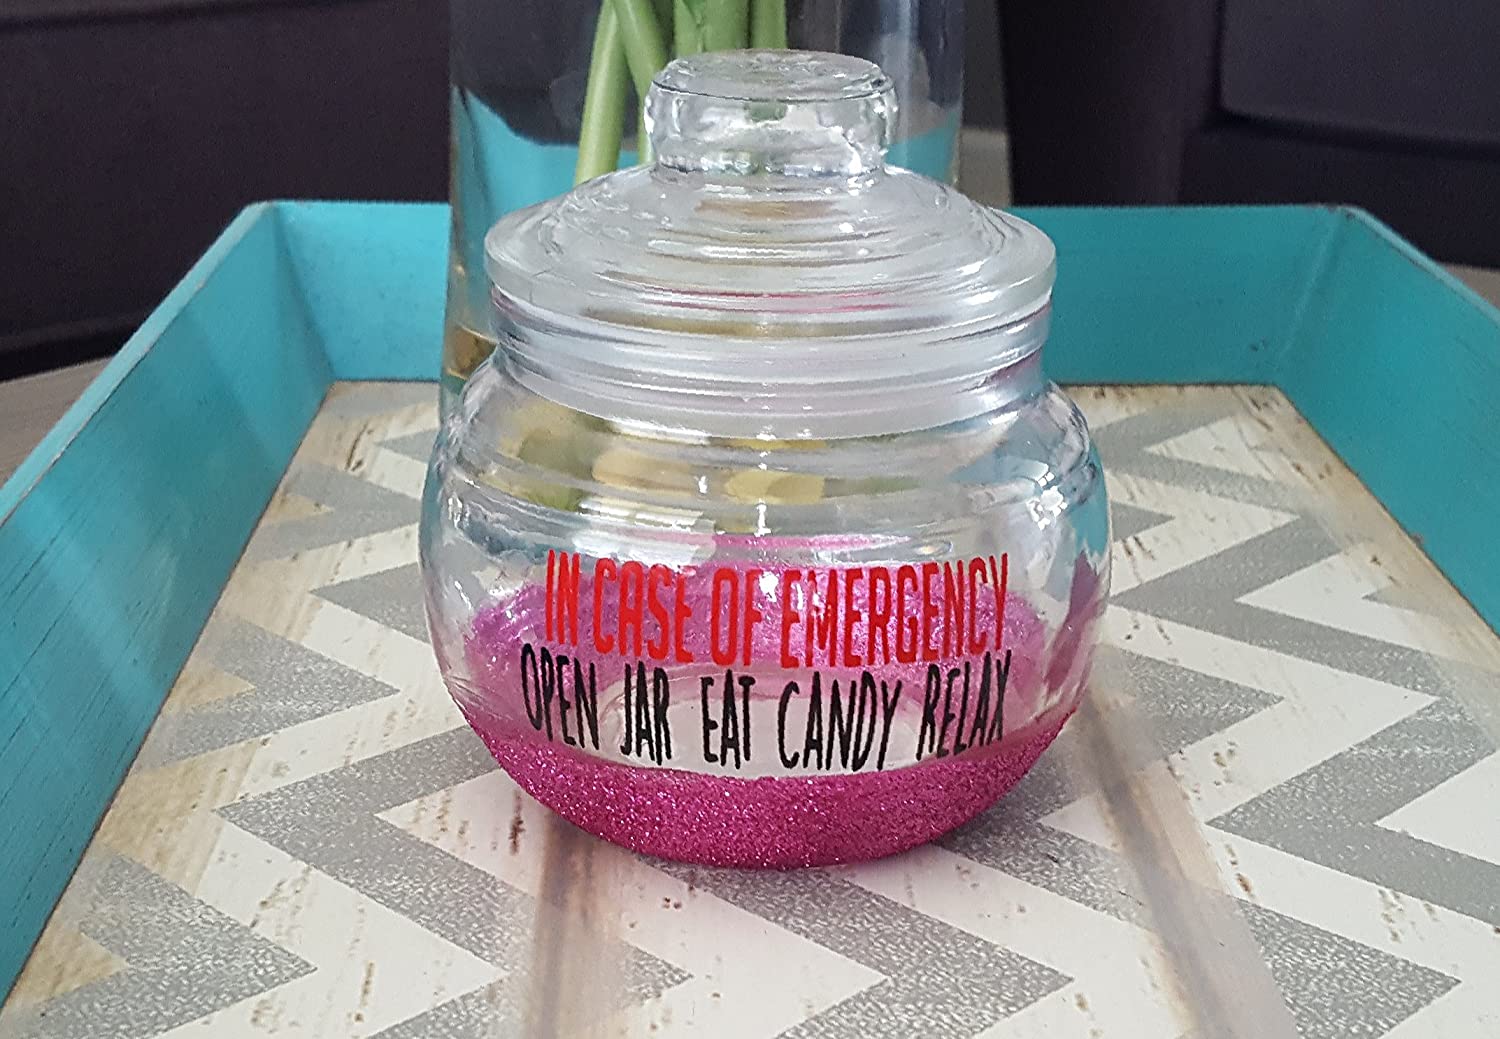 IN CASE OF EMERGENCY
OPEN JAR EAT CANDY RELAX